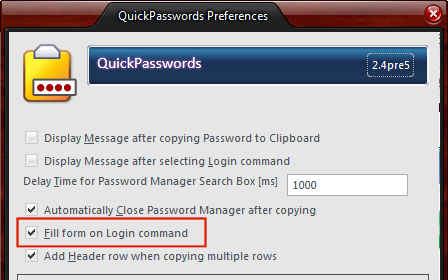 QuickPasswords Preferences
QuickPasswords 2.4pre5
Display Message after copying Password to Clipboard
Display Message after selecting Login command
Delay Time for Password Manager Search Box [ms] 1000
Automatically Close Password Manager after copying
Fill form on Login command
Add Header row when copying multiple rows